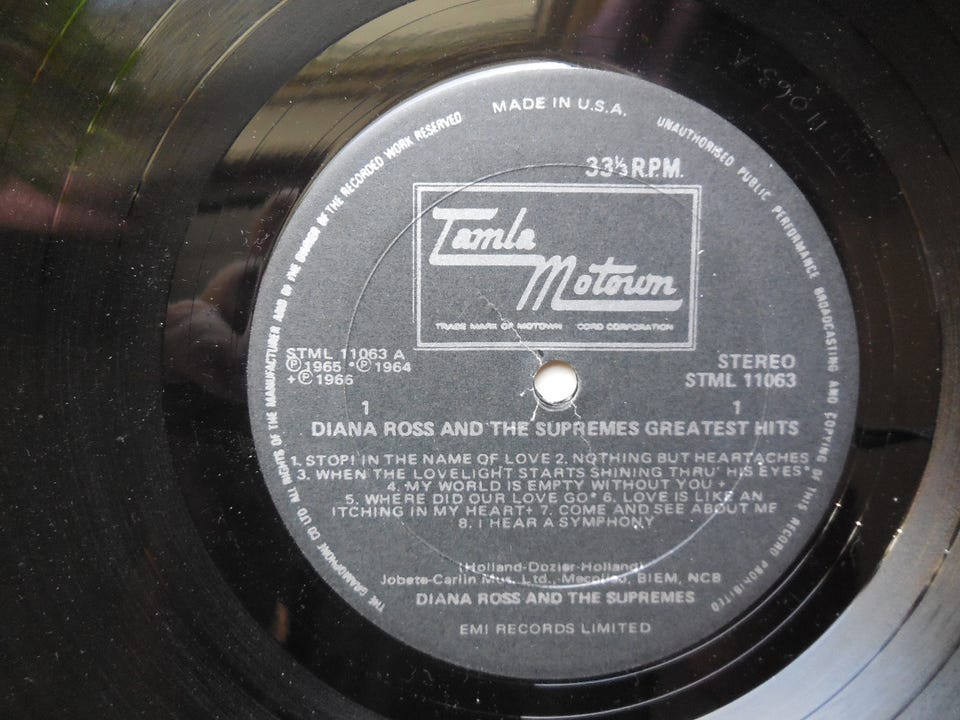 MADE IN U.S.A.
UNAUTHORISED PUBLIC PERFORMANCE BROADCASTING AND COPYING OF THIS RECORD PROHIBITED
THE GRAMOPHONE CO LTD ALL RIGHTS OF THE MANUFACTURER AND OF THE OWNER OF THE RECORDED WORK RESERVED
33⅓ R.P.M.
Tamla
Motown
TRADE MARK OF MOTOWN CORD CORPORATION
STML 11063 A
Ⓟ 1965 *Ⓟ 1964
+Ⓟ 1966
STEREO
STML 11063
1 1
DIANA ROSS AND THE SUPREMES GREATEST HITS
1. STOP! IN THE NAME OF LOVE 2. NOTHING BUT HEARTACHES
3. WHEN THE LOVELIGHT STARTS SHINING THRU' HIS EYES*
4. MY WORLD IS EMPTY WITHOUT YOU +
5. WHERE DID OUR LOVE GO* 6. LOVE IS LIKE AN
ITCHING IN MY HEART+ 7. COME AND SEE ABOUT ME
8. I HEAR A SYMPHONY
(Holland-Dozier-Holland)
Jobete-Carlin Mus. Ltd., Mecolico, BIEM, NCB
DIANA ROSS AND THE SUPREMES
EMI RECORDS LIMITED